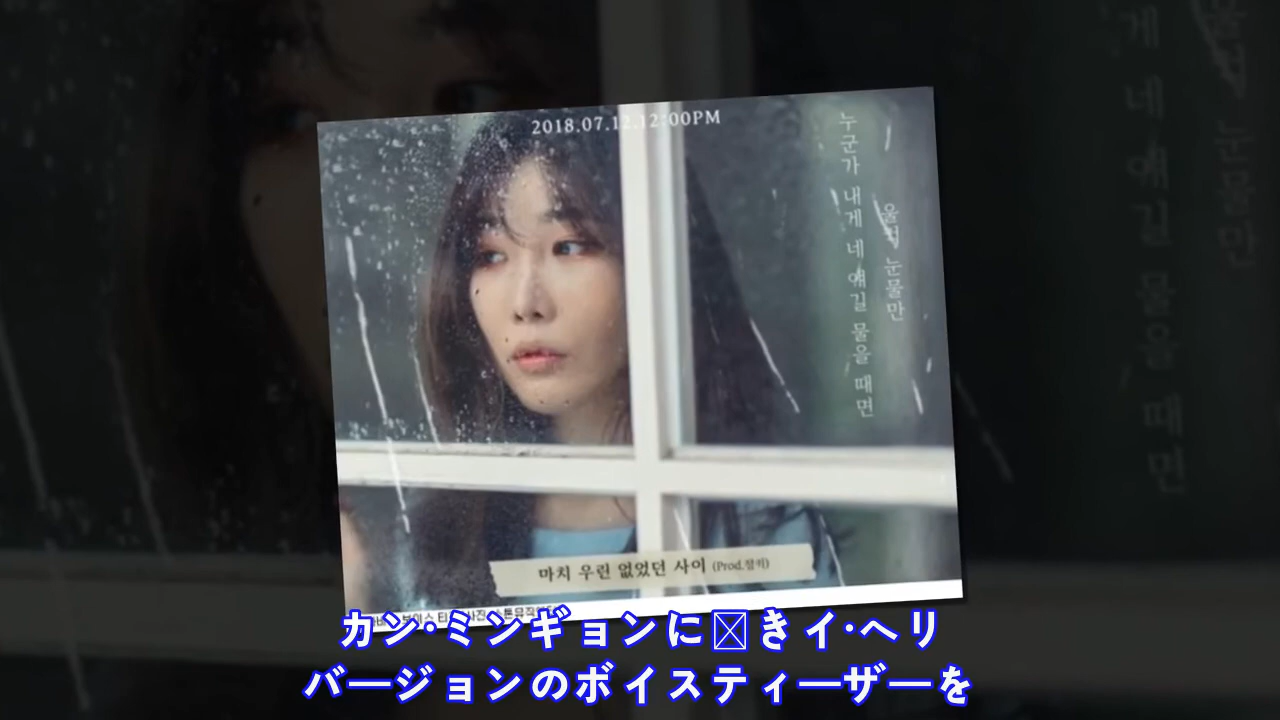 2018.07.12.12:00PM
누군가 내게 네 얘길 물을 때면
울컥 눈물만
마치 우린 없었던 사이 (Prod.정키)
カン·ミンギョンに きイ·ヘリ
バージョンのボイスティーザーを